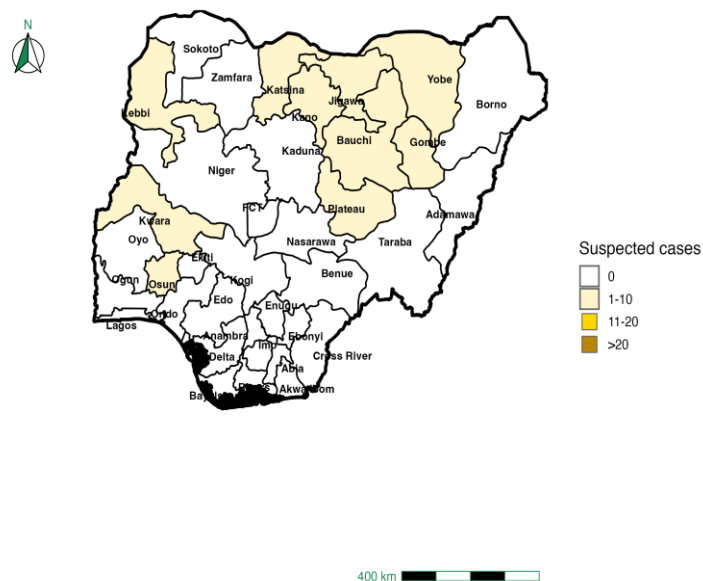 N
Sokoto
Zamfara
Katsina
Jigawa
Yobe
Borno
Kebbi
Kano
Bauchi
Gombe
Kaduna
Niger
FCT
Plateau
Adamawa
Kwara
Oyo
Nasarawa
Taraba
Ekiti
Ogun
Osun
Kogi
Benue
Edo
Enugu
Ondo
Lagos
Anambra
Imo
Ebonyi
Delta
Cross River
Abia
Rivers
Akwa Ibom
Bayelsa
Suspected cases
0
1-10
11-20
>20
400 km